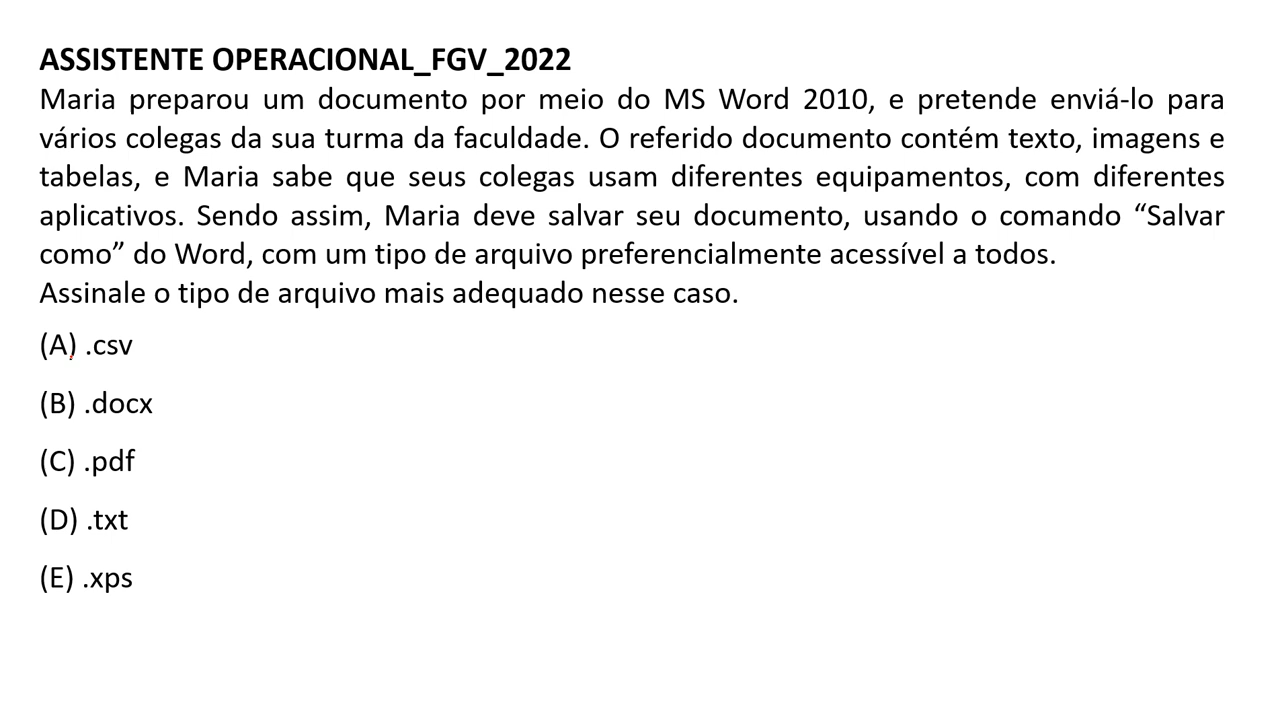 ASSISTENTE OPERACIONAL_FGV_2022
Maria preparou um documento por meio do MS Word 2010, e pretende enviá-lo para
vários colegas da sua turma da faculdade. O referido documento contém texto, imagens e
tabelas, e Maria sabe que seus colegas usam diferentes equipamentos, com diferentes
aplicativos. Sendo assim, Maria deve salvar seu documento, usando o comando “Salvar
como” do Word, com um tipo de arquivo preferencialmente acessível a todos.
Assinale o tipo de arquivo mais adequado nesse caso.
(A) .csv
(B) .docx
(C) .pdf
(D) .txt
(E) .xps